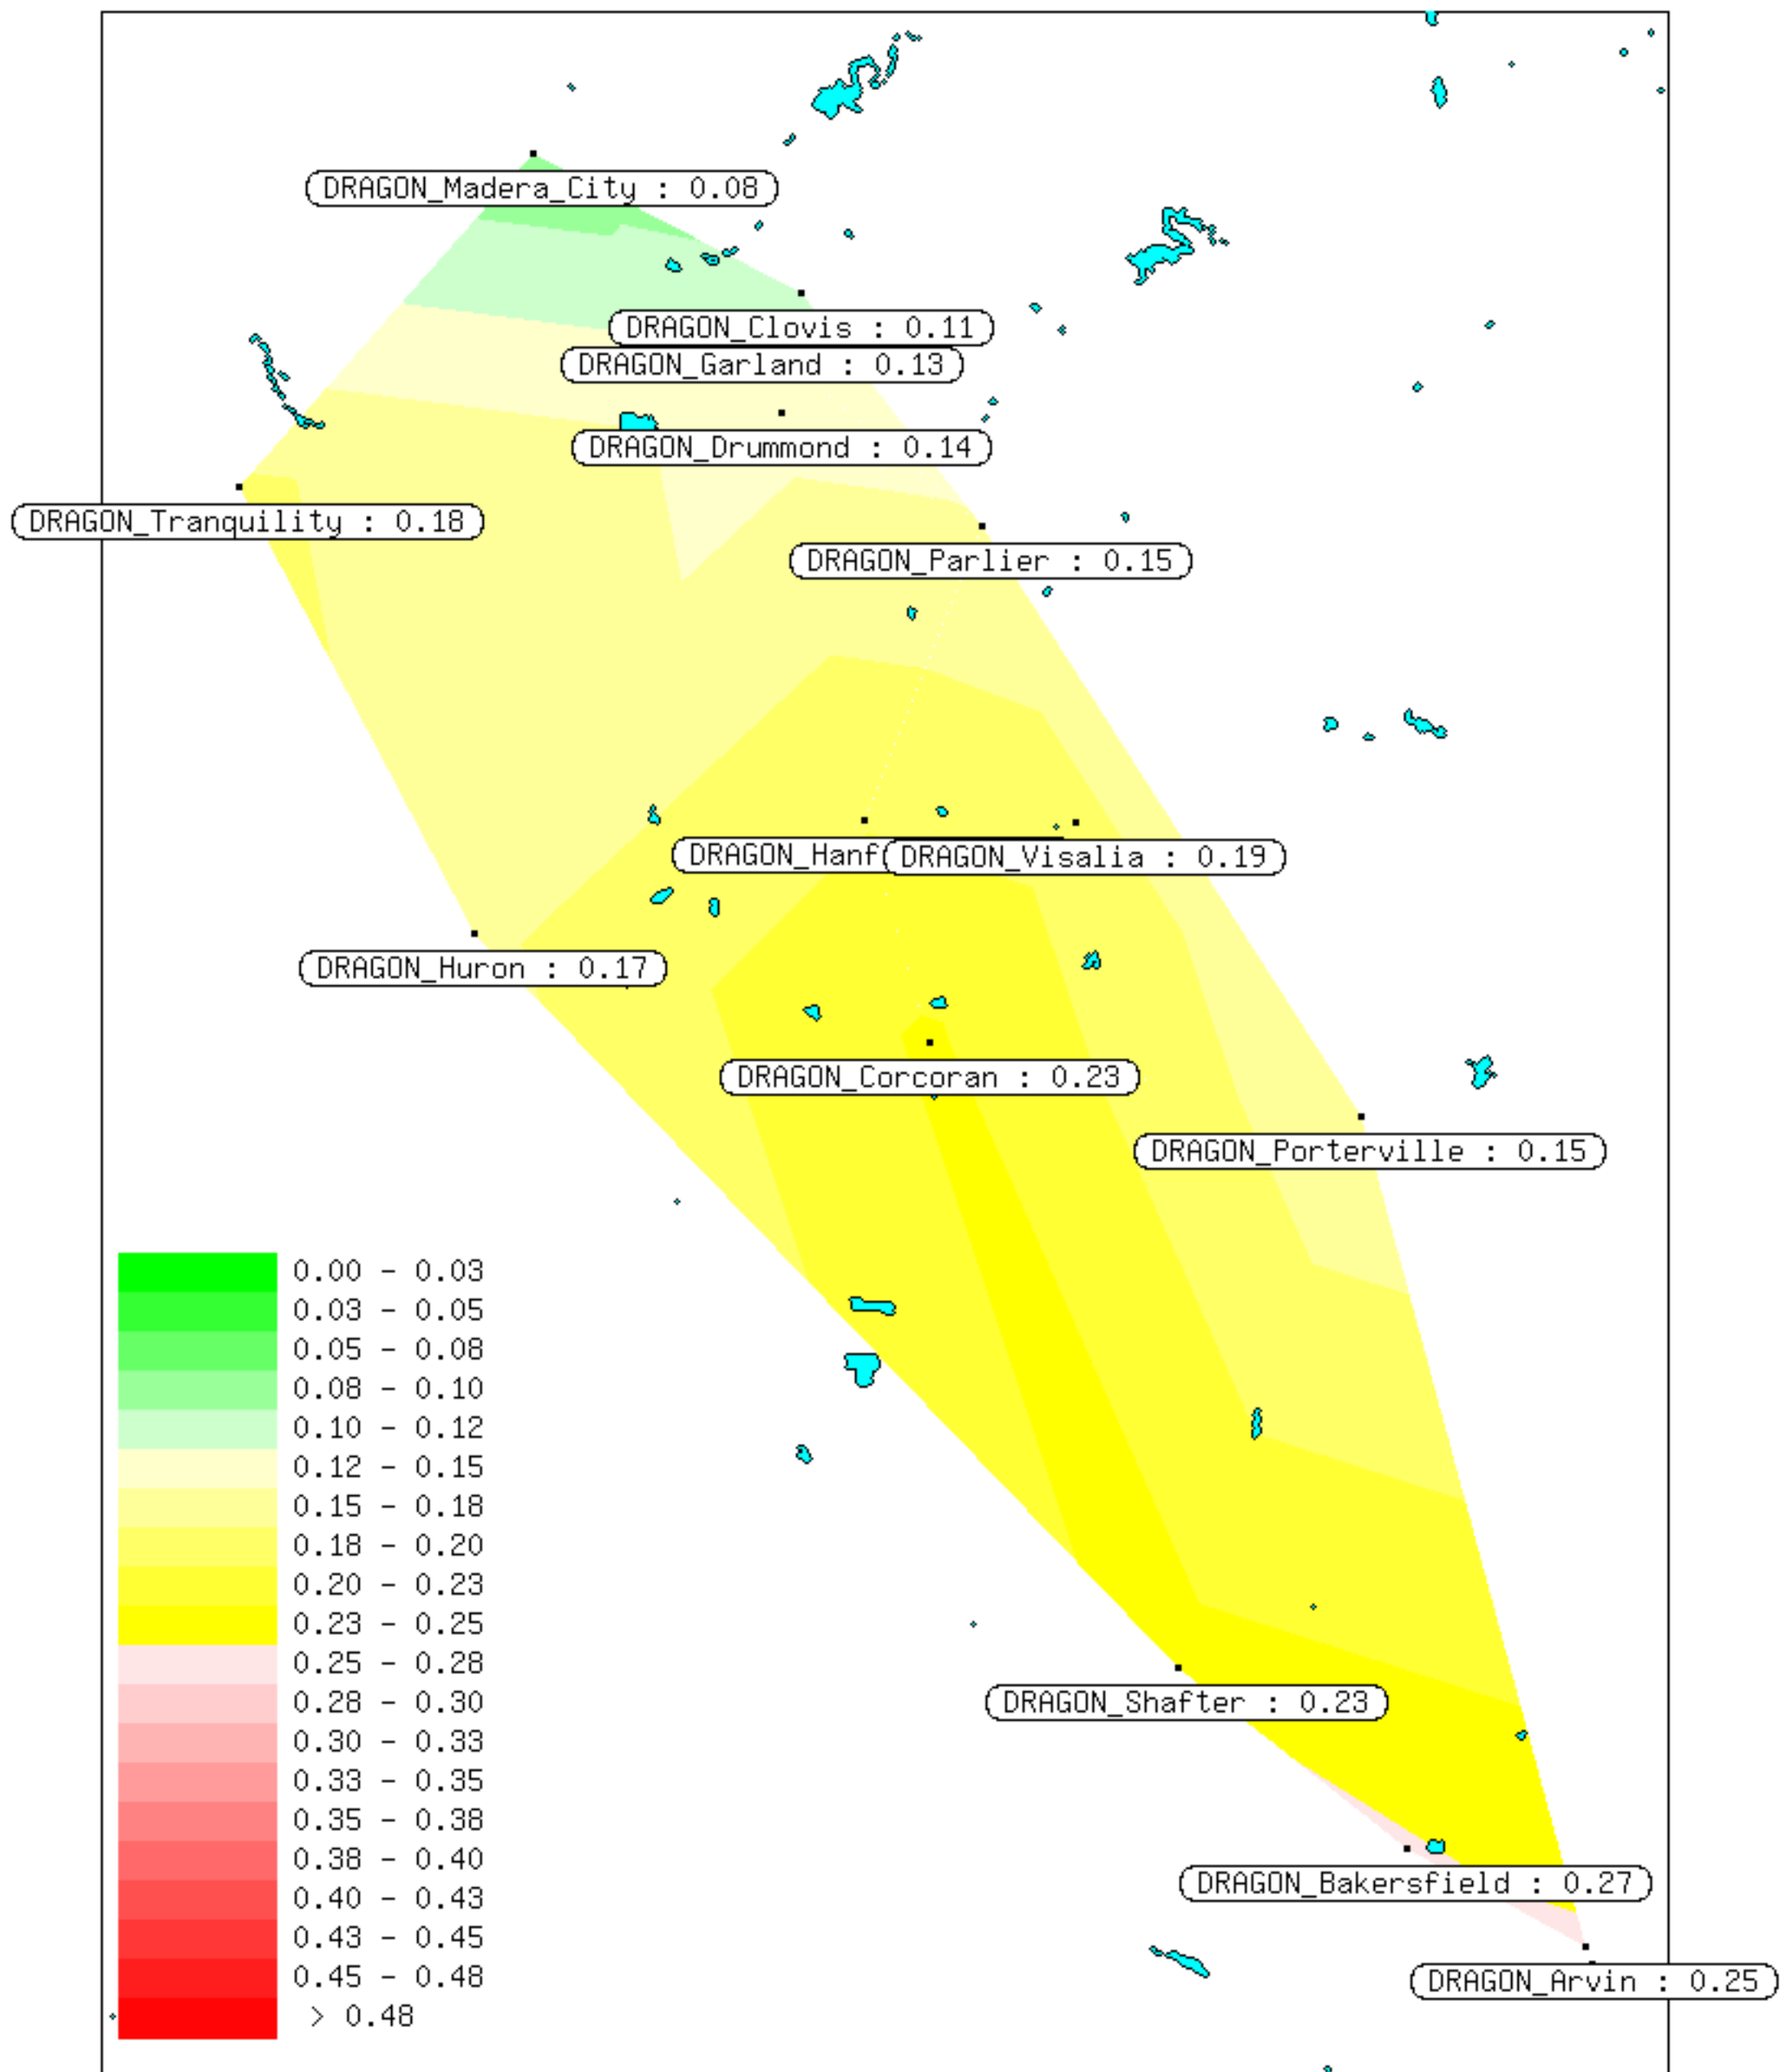 DRAGON_Madera_City : 0.08
DRAGON_Clovis : 0.11
DRAGON_Garland : 0.13
DRAGON_Drummond : 0.14
DRAGON_Tranquility : 0.18
DRAGON_Parlier : 0.15
DRAGON_Hanf
DRAGON_Visalia : 0.19
DRAGON_Huron : 0.17
DRAGON_Corcoran : 0.23
DRAGON_Porterville : 0.15
DRAGON_Shafter : 0.23
DRAGON_Bakersfield : 0.27
DRAGON_Arvin : 0.25
0.00 - 0.03
0.03 - 0.05
0.05 - 0.08
0.08 - 0.10
0.10 - 0.12
0.12 - 0.15
0.15 - 0.18
0.18 - 0.20
0.20 - 0.23
0.23 - 0.25
0.25 - 0.28
0.28 - 0.30
0.30 - 0.33
0.33 - 0.35
0.35 - 0.38
0.38 - 0.40
0.40 - 0.43
0.43 - 0.45
0.45 - 0.48
> 0.48